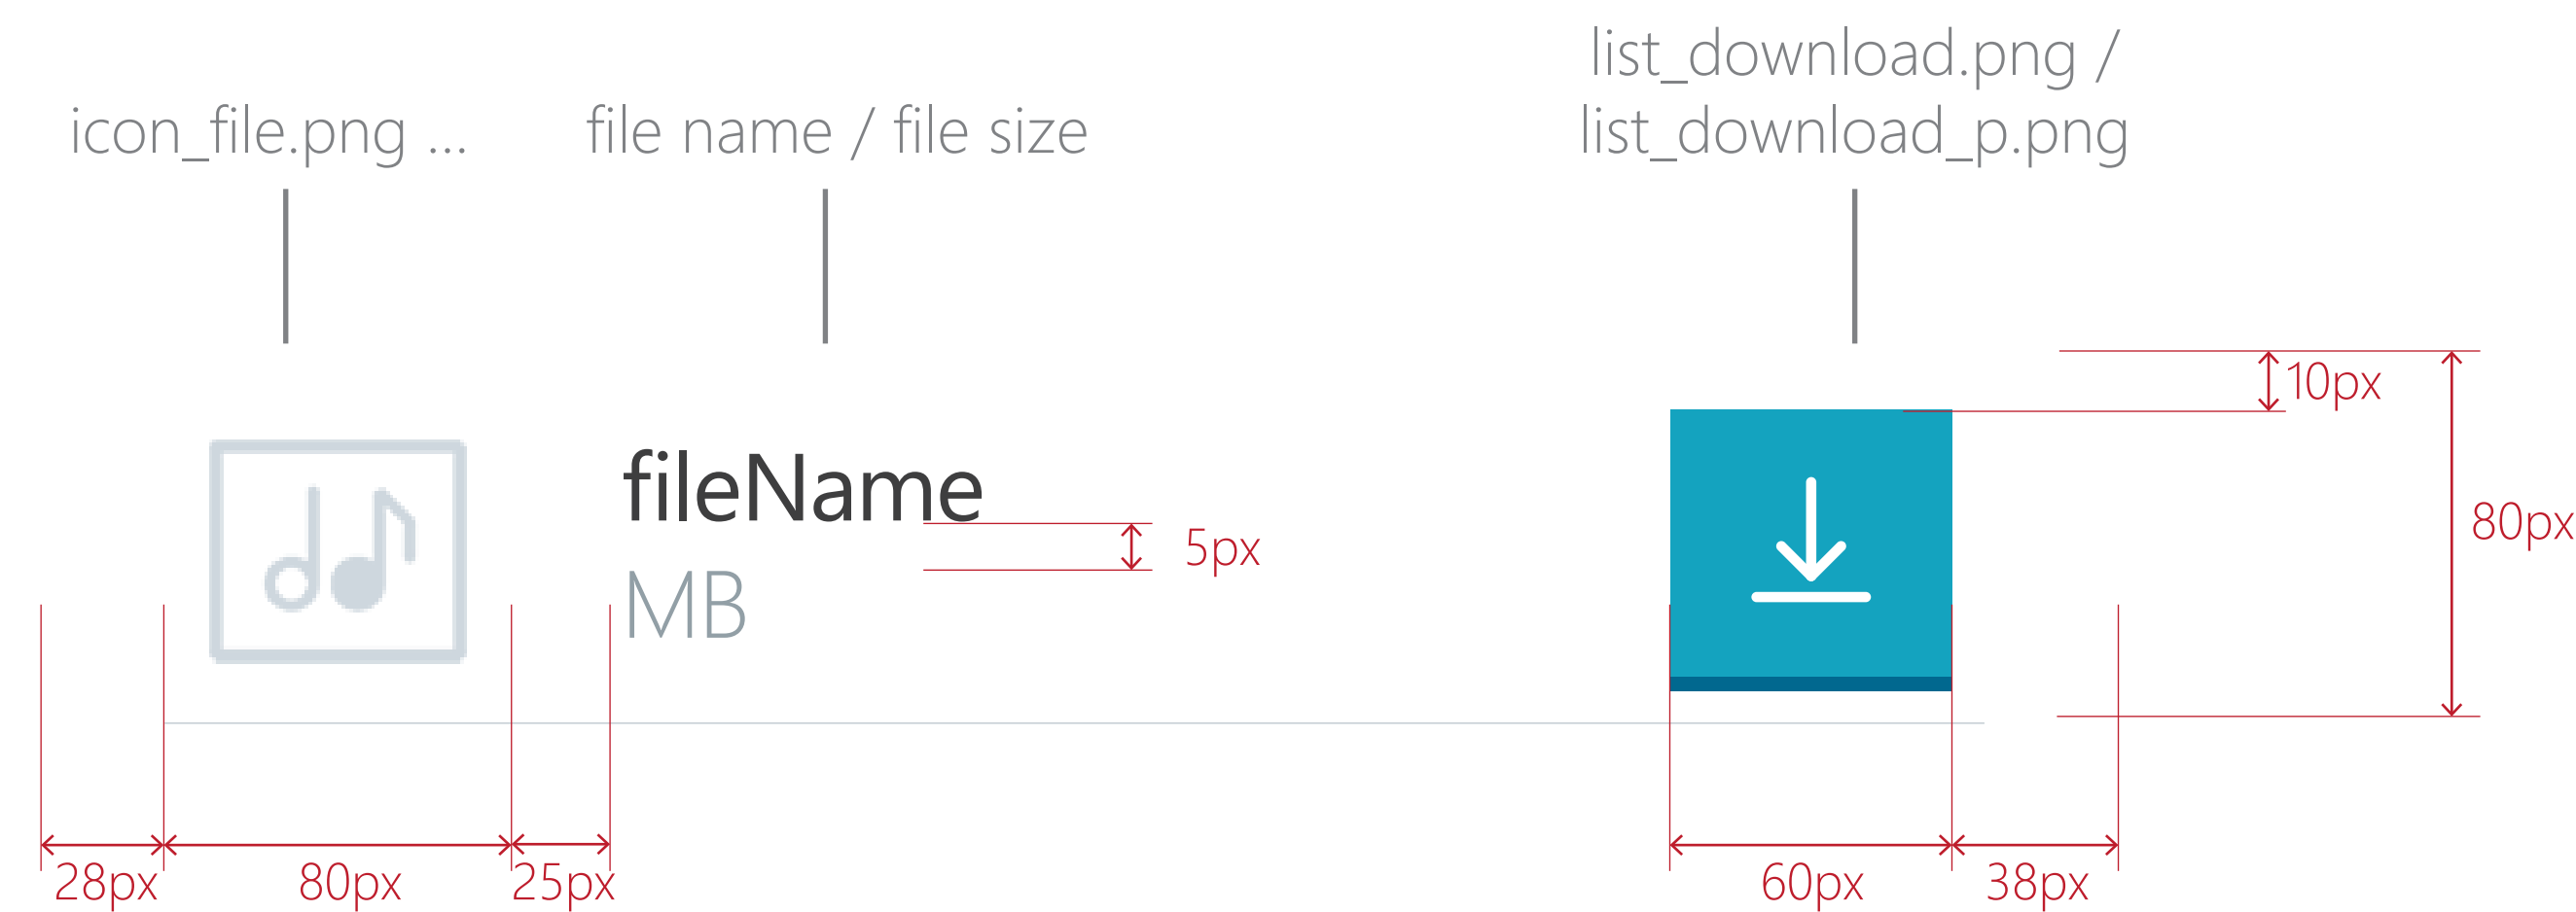 list_download.png /
icon_file.png ...
file name / file size
list_download_p.png
10px
fileName
80px
5px
MB
28px
80px
25px
60px
38px